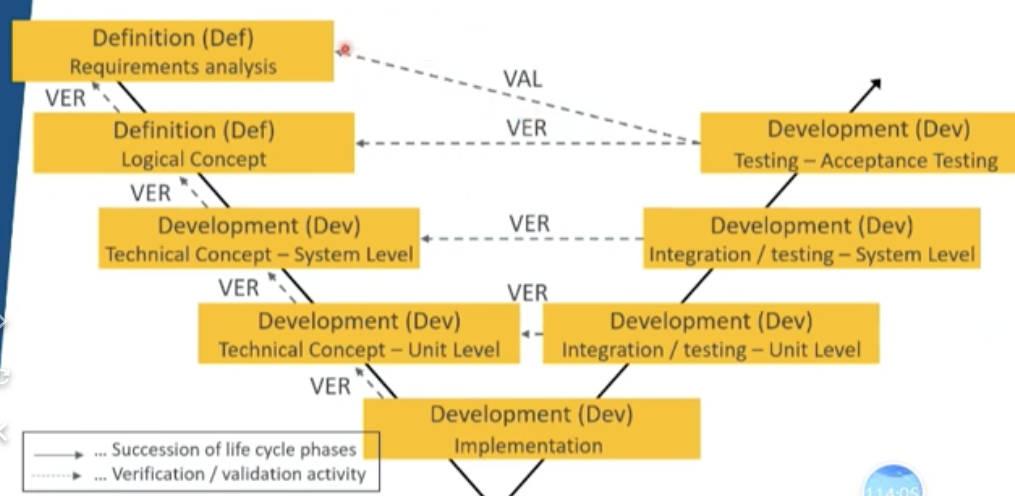 Definition (Def)
Requirements analysis
VAL
VER
Definition (Def)
Logical Concept
VER
Development (Dev)
Testing – Acceptance Testing
VER
Development (Dev)
Technical Concept – System Level
VER
Development (Dev)
Integration / testing – System Level
VER
VER
Development (Dev)
Technical Concept – Unit Level
Development (Dev)
Integration / testing – Unit Level
VER
Development (Dev)
Implementation
... Succession of life cycle phases
... Verification / validation activity